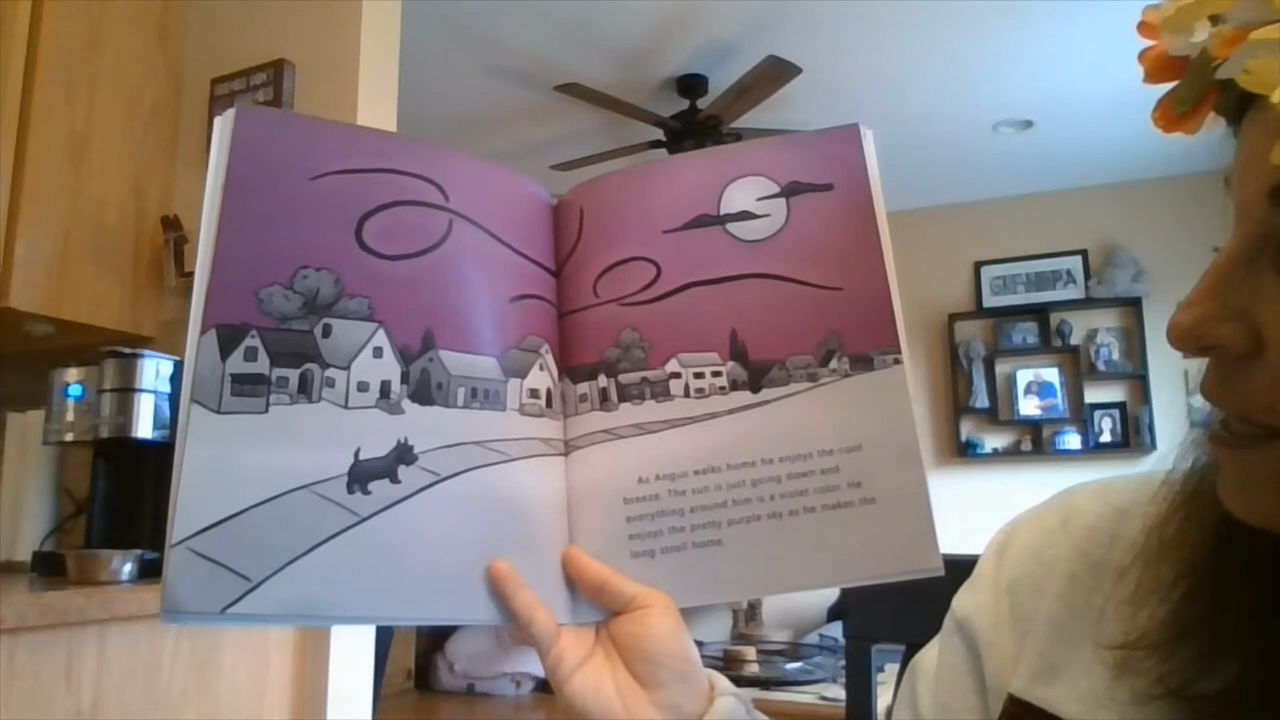 As Angus walks home he enjoys the cool
breeze. The sun is just going down and
everything around him is a violet color. He
enjoys the pretty purple sky as he makes the
long stroll home.